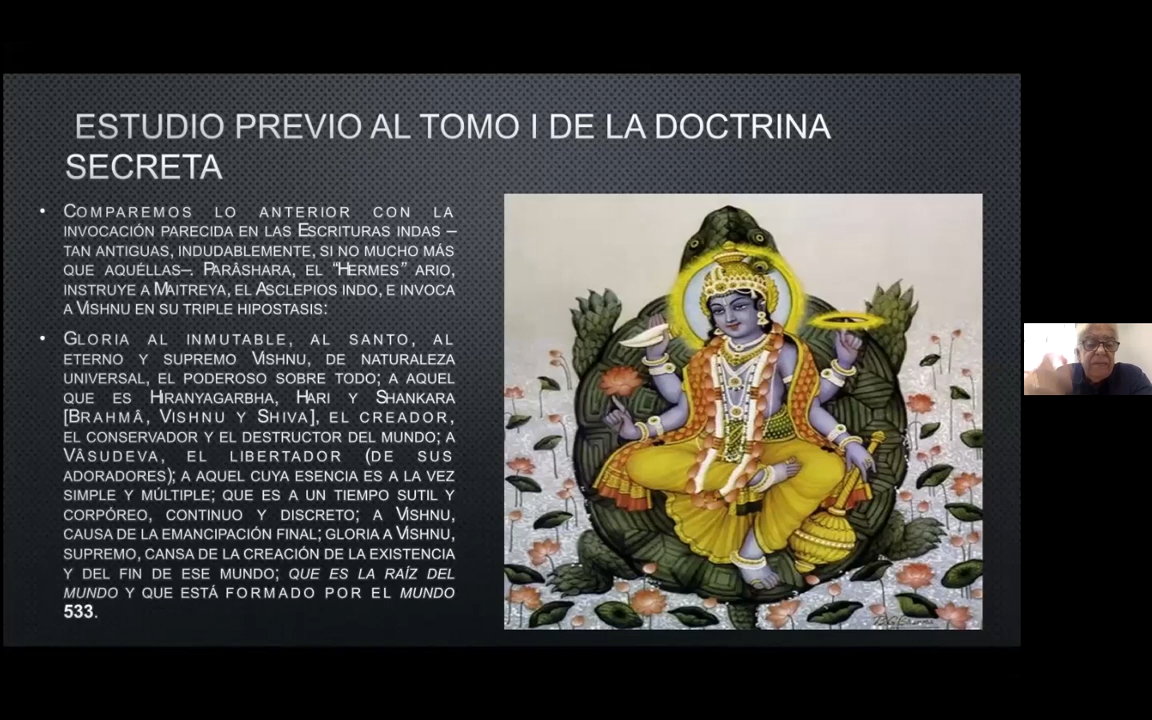 ESTUDIO PREVIO AL TOMO I DE LA DOCTRINA
SECRETA
• COMPAREMOS LO ANTERIOR CON LA
INVOCACIÓN PARECIDA EN LAS ESCRITURAS INDAS –
TAN ANTIGUAS, INDUDABLEMENTE, SI NO MUCHO MÁS
QUE AQUÉLLAS–. PARÂSHARA, EL “HERMES” ARIO,
INSTRUYE A MAITREYA, EL ASCLEPIOS INDO, E INVOCA
A VISHNU EN SU TRIPLE HIPOSTASIS:
• GLORIA AL INMUTABLE, AL SANTO, AL
ETERNO Y SUPREMO VISHNU, DE NATURALEZA
UNIVERSAL, EL PODEROSO SOBRE TODO; A AQUEL
QUE ES HIRANYAGARBHA, HARI Y SHANKARA
[BRAHMÂ, VISHNU Y SHIVA], EL CREADOR,
EL CONSERVADOR Y EL DESTRUCTOR DEL MUNDO; A
VÂSUDEVA, EL LIBERTADOR (DE SUS
ADORADORES); A AQUEL CUYA ESENCIA ES A LA VEZ
SIMPLE Y MÚLTIPLE; QUE ES A UN TIEMPO SUTIL Y
CORPÓREO, CONTINUO Y DISCRETO; A VISHNU,
CAUSA DE LA EMANCIPACIÓN FINAL; GLORIA A VISHNU,
SUPREMO, CANSA DE LA CREACIÓN DE LA EXISTENCIA
Y DEL FIN DE ESE MUNDO; QUE ES LA RAÍZ DEL
MUNDO Y QUE ESTÁ FORMADO POR EL MUNDO
533.